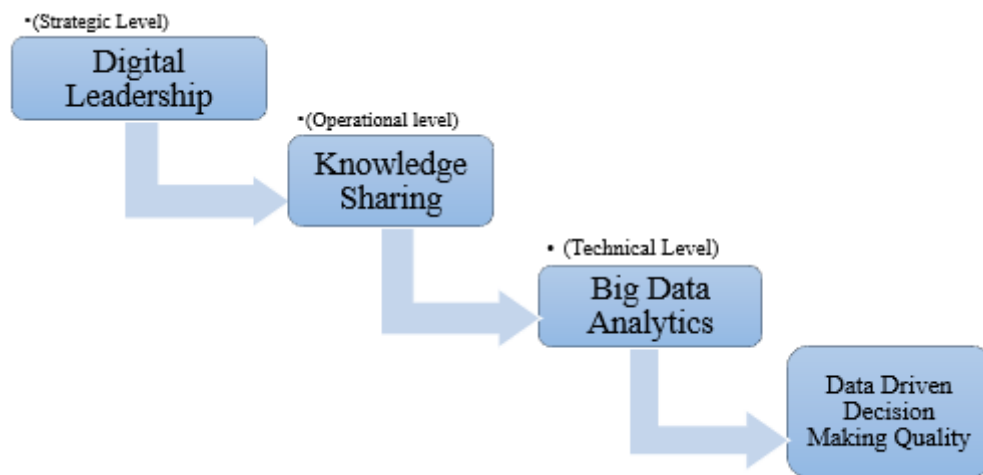 •(Strategic Level)
Digital
Leadership
•(Operational level)
Knowledge
Sharing
• (Technical Level)
Big Data
Analytics
Data Driven
Decision
Making Quality